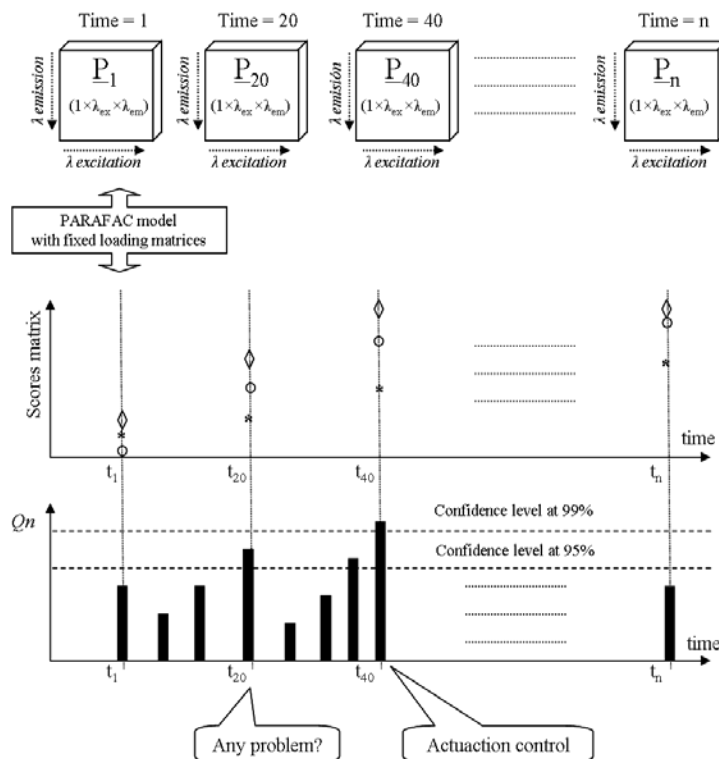 Time = 1
Time = 20
Time = 40
Time = n
P1
P20
P40
Pn
(1×λex×λem)
(1×λex×λem)
(1×λex×λem)
(1×λex×λem)
λ emission
λ emission
λ emisión
λ emission
λ excitation
λ excitation
λ excitation
λ excitation
PARAFAC model
with fixed loading matrices
Scores matrix
time
t1
t20
t40
tn
Qn
Confidence level at 99%
Confidence level at 95%
time
t1
t20
t40
tn
Any problem?
Actuaction control